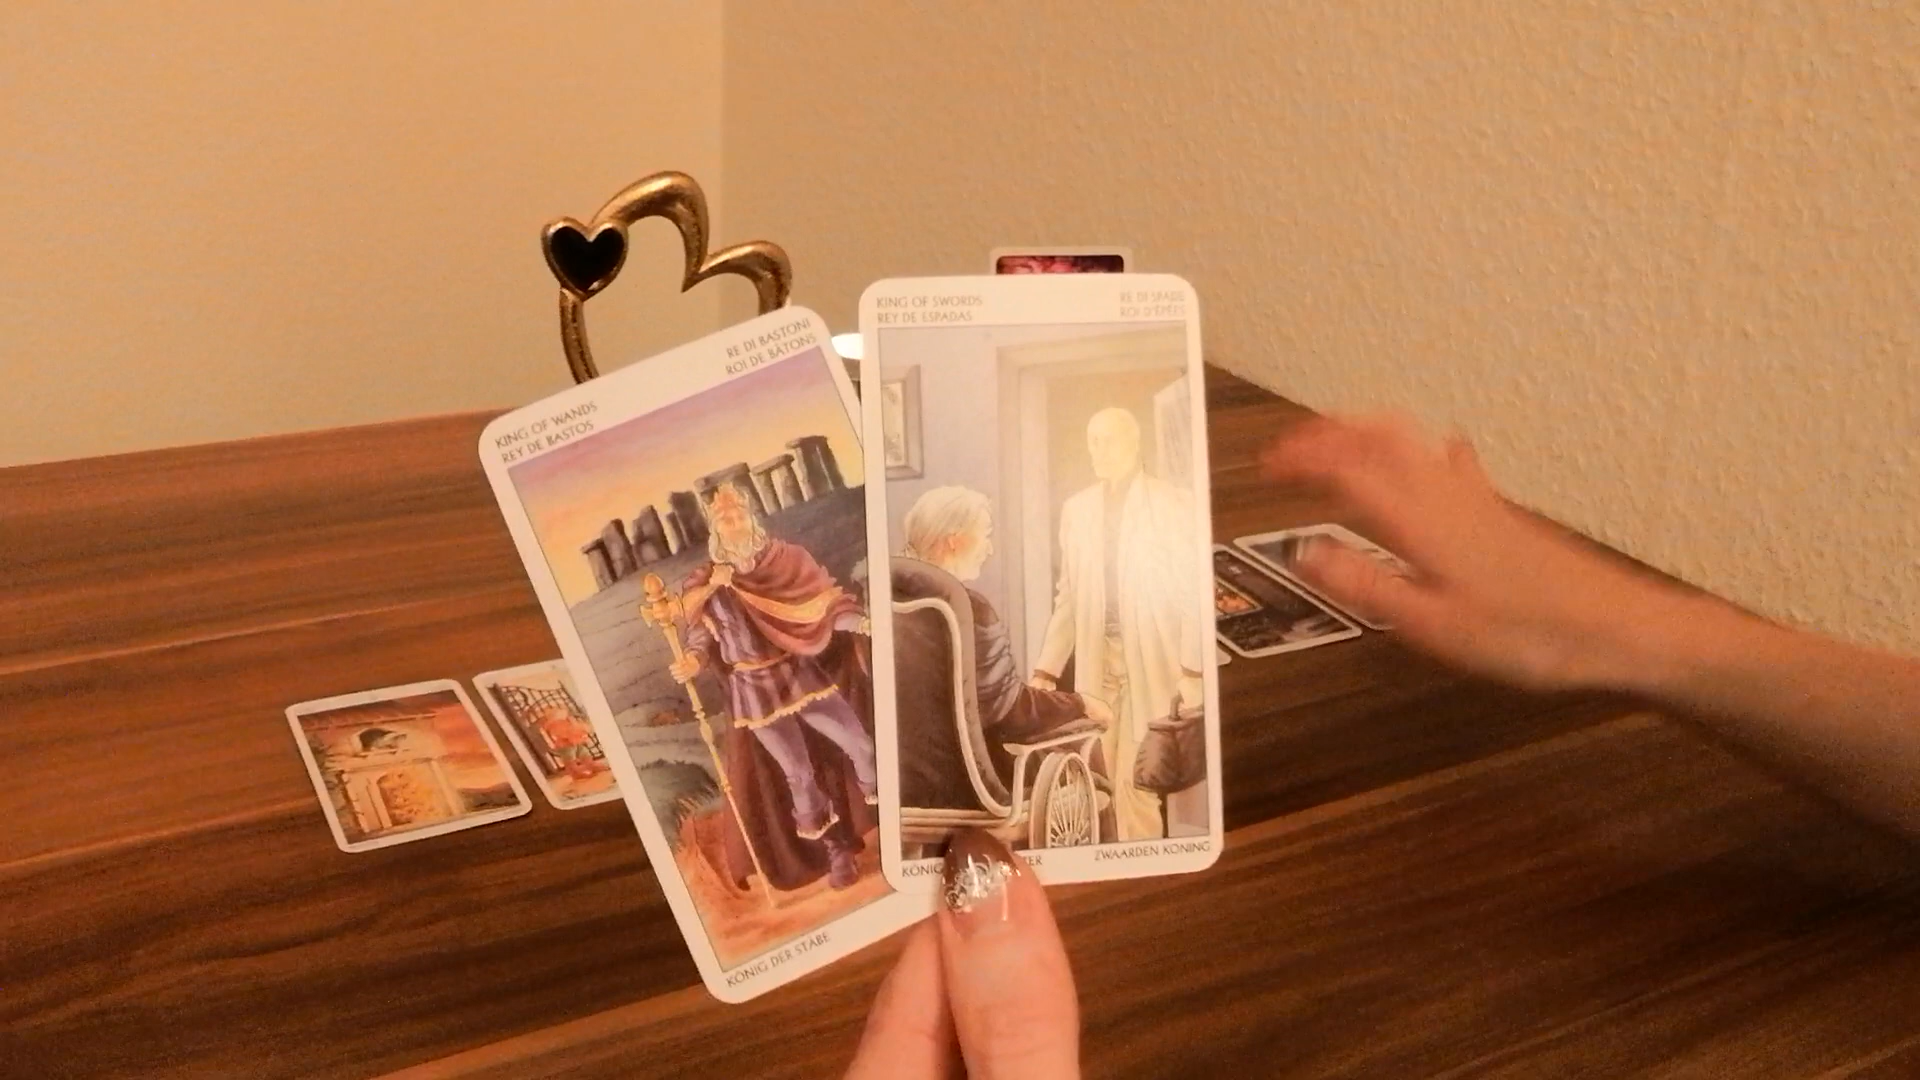 KING OF WANDS
REY DE BASTOS
RE DI BASTONI
ROI DE BÂTONS
KÖNIG DER STÄBE
KING OF SWORDS
REY DE ESPADAS
RE DI SPADE
ROI D'ÉPÉES
ZWAARDEN KONING